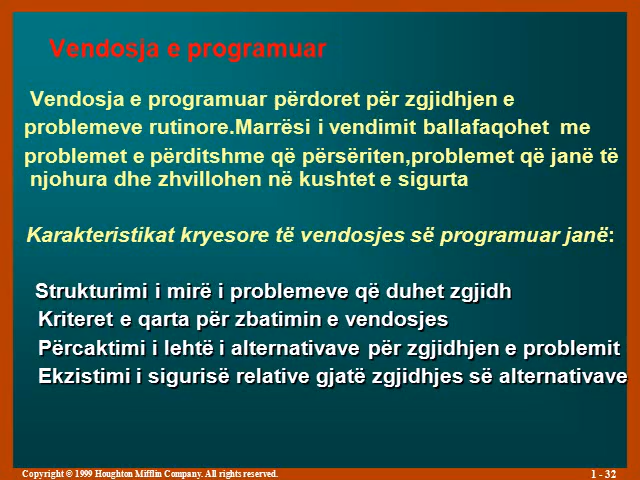 Vendosja e programuar
Vendosja e programuar përdoret për zgjidhjen e
problemeve rutinore.Marrësi i vendimit ballafaqohet me
problemet e përditshme që përsëriten,problemet që janë të
njohura dhe zhvillohen në kushtet e sigurta
Karakteristikat kryesore të vendosjes së programuar janë:
Strukturimi i mirë i problemeve që duhet zgjidh
Kriteret e qarta për zbatimin e vendosjes
Përcaktimi i lehtë i alternativave për zgjidhjen e problemit
Ekzistimi i sigurisë relative gjatë zgjidhjes së alternativave
Copyright © 1999 Houghton Mifflin Company. All rights reserved.
1 - 32